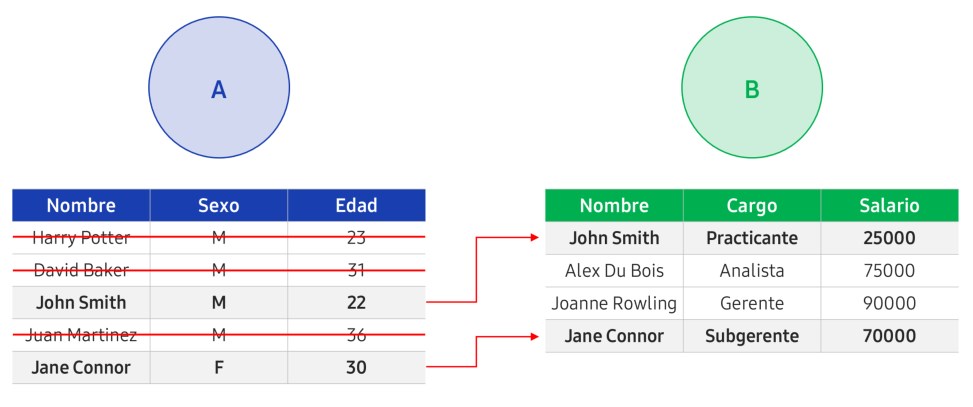 A
B
Nombre Sexo Edad
Harry Potter M 23
David Baker M 31
John Smith M 22
Juan Martinez M 36
Jane Connor F 30
Nombre Cargo Salario
John Smith Practicante 25000
Alex Du Bois Analista 75000
Joanne Rowling Gerente 90000
Jane Connor Subgerente 70000